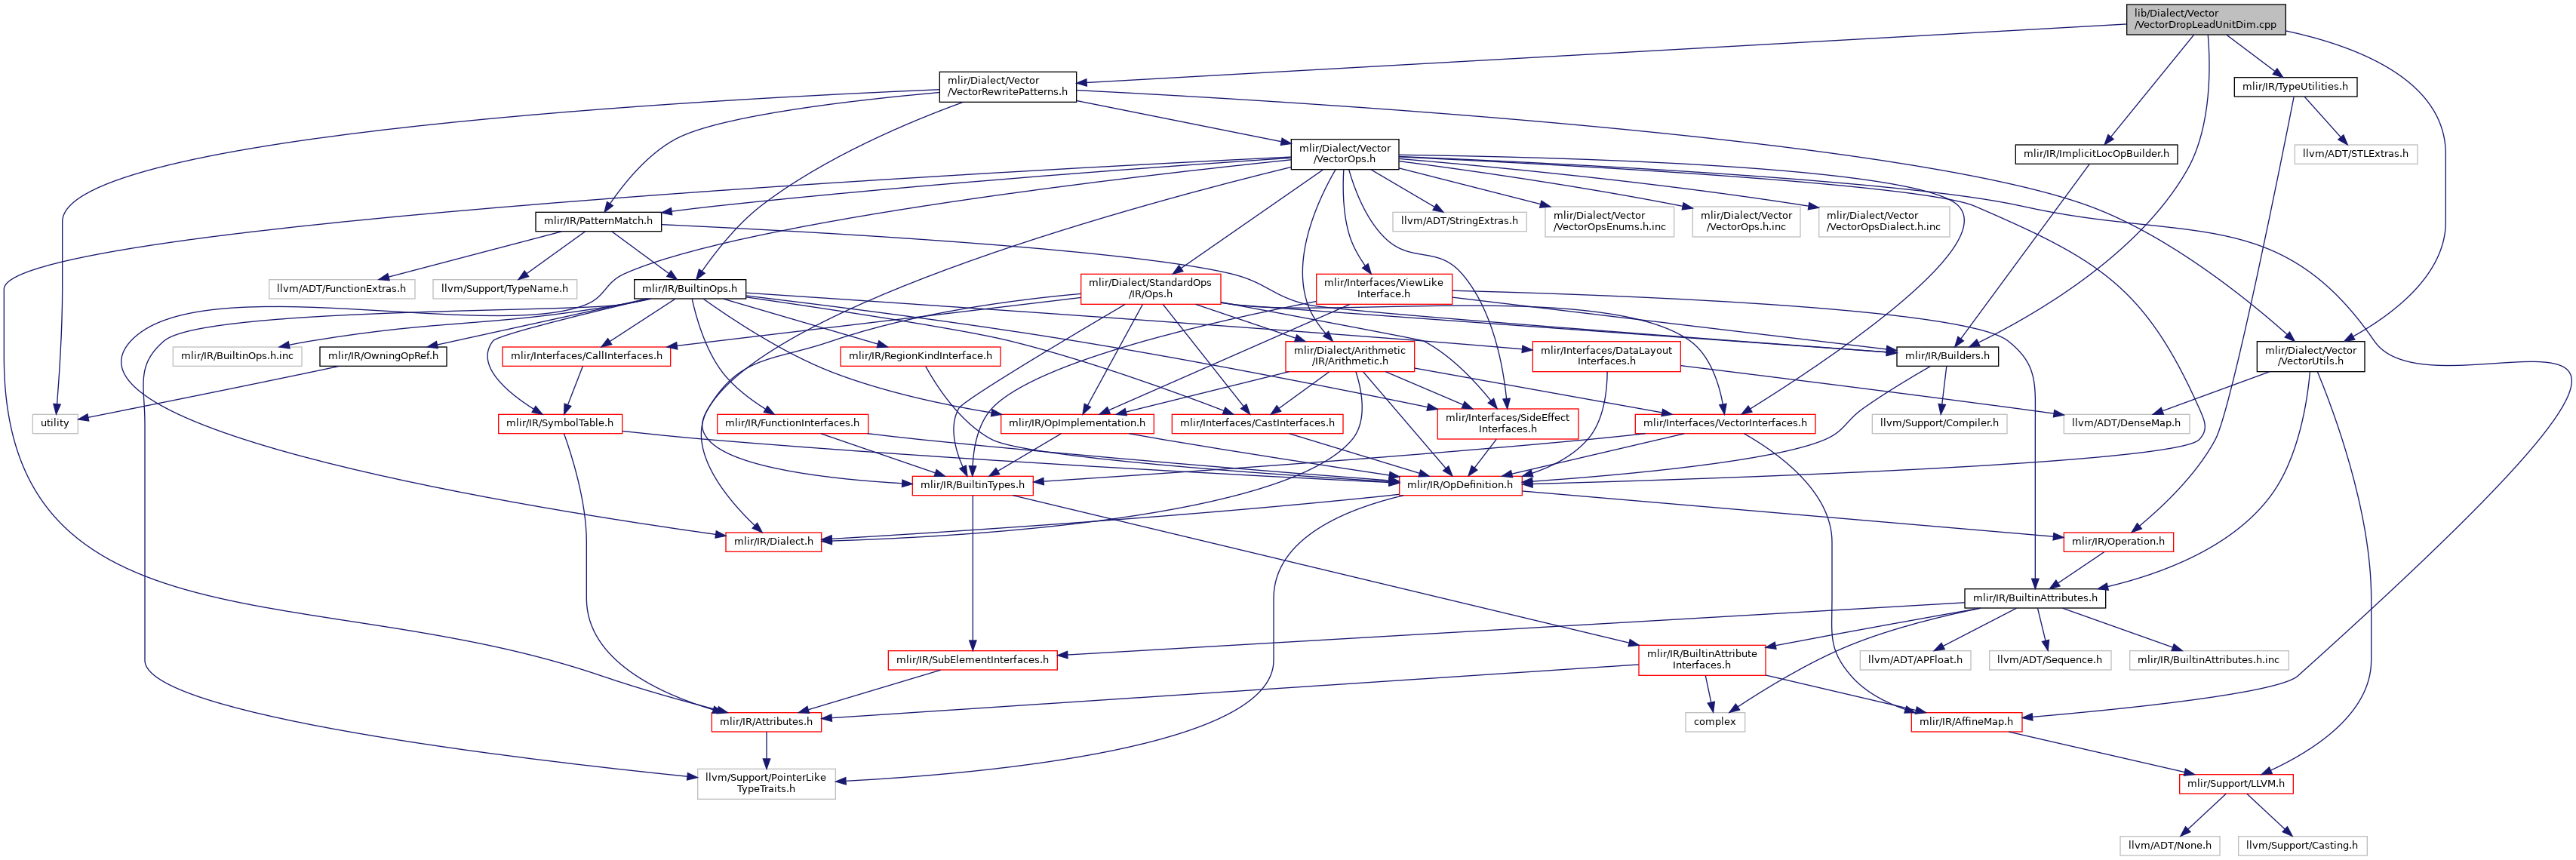 lib/Dialect/Vector
/VectorDropLeadUnitDim.cpp
mlir/Dialect/Vector
/VectorRewritePatterns.h
mlir/IR/TypeUtilities.h
mlir/Dialect/Vector
/VectorOps.h
mlir/IR/ImplicitLocOpBuilder.h
llvm/ADT/STLExtras.h
mlir/IR/PatternMatch.h
llvm/ADT/StringExtras.h
mlir/Dialect/Vector
/VectorOpsEnums.h.inc
mlir/Dialect/Vector
/VectorOps.h.inc
mlir/Dialect/Vector
/VectorOpsDialect.h.inc
llvm/ADT/FunctionExtras.h
llvm/Support/TypeName.h
mlir/IR/BuiltinOps.h
mlir/Dialect/StandardOps
/IR/Ops.h
mlir/Interfaces/ViewLike
Interface.h
mlir/IR/BuiltinOps.h.inc
mlir/IR/OwningOpRef.h
mlir/Interfaces/CallInterfaces.h
mlir/IR/RegionKindInterface.h
mlir/Dialect/Arithmetic
/IR/Arithmetic.h
mlir/Interfaces/DataLayout
Interfaces.h
mlir/IR/Builders.h
mlir/Dialect/Vector
/VectorUtils.h
utility
mlir/IR/SymbolTable.h
mlir/IR/FunctionInterfaces.h
mlir/IR/OpImplementation.h
mlir/Interfaces/CastInterfaces.h
mlir/Interfaces/SideEffect
Interfaces.h
mlir/Interfaces/VectorInterfaces.h
llvm/Support/Compiler.h
llvm/ADT/DenseMap.h
mlir/IR/BuiltinTypes.h
mlir/IR/OpDefinition.h
mlir/IR/Dialect.h
mlir/IR/Operation.h
mlir/IR/BuiltinAttributes.h
mlir/IR/SubElementInterfaces.h
mlir/IR/BuiltinAttribute
Interfaces.h
llvm/ADT/APFloat.h
llvm/ADT/Sequence.h
mlir/IR/BuiltinAttributes.h.inc
mlir/IR/Attributes.h
complex
mlir/IR/AffineMap.h
llvm/Support/PointerLike
TypeTraits.h
mlir/Support/LLVM.h
llvm/ADT/None.h
llvm/Support/Casting.h